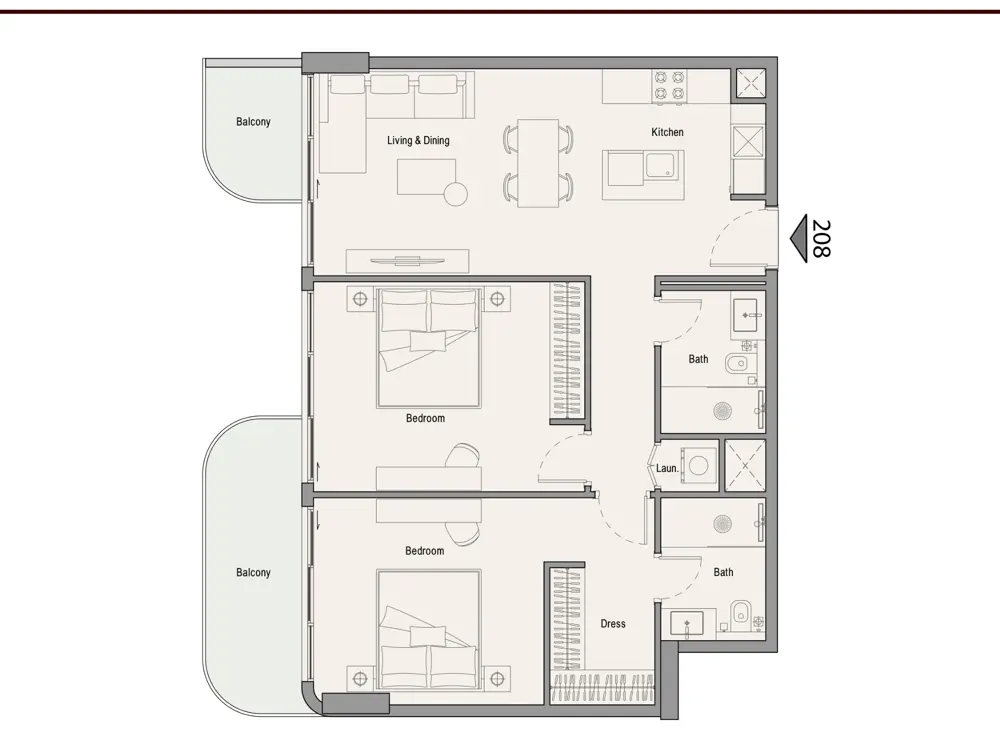 Balcony
Living & Dining
Kitchen
208
Bath
Bedroom
Laun.
Bedroom
Balcony
Bath
Dress